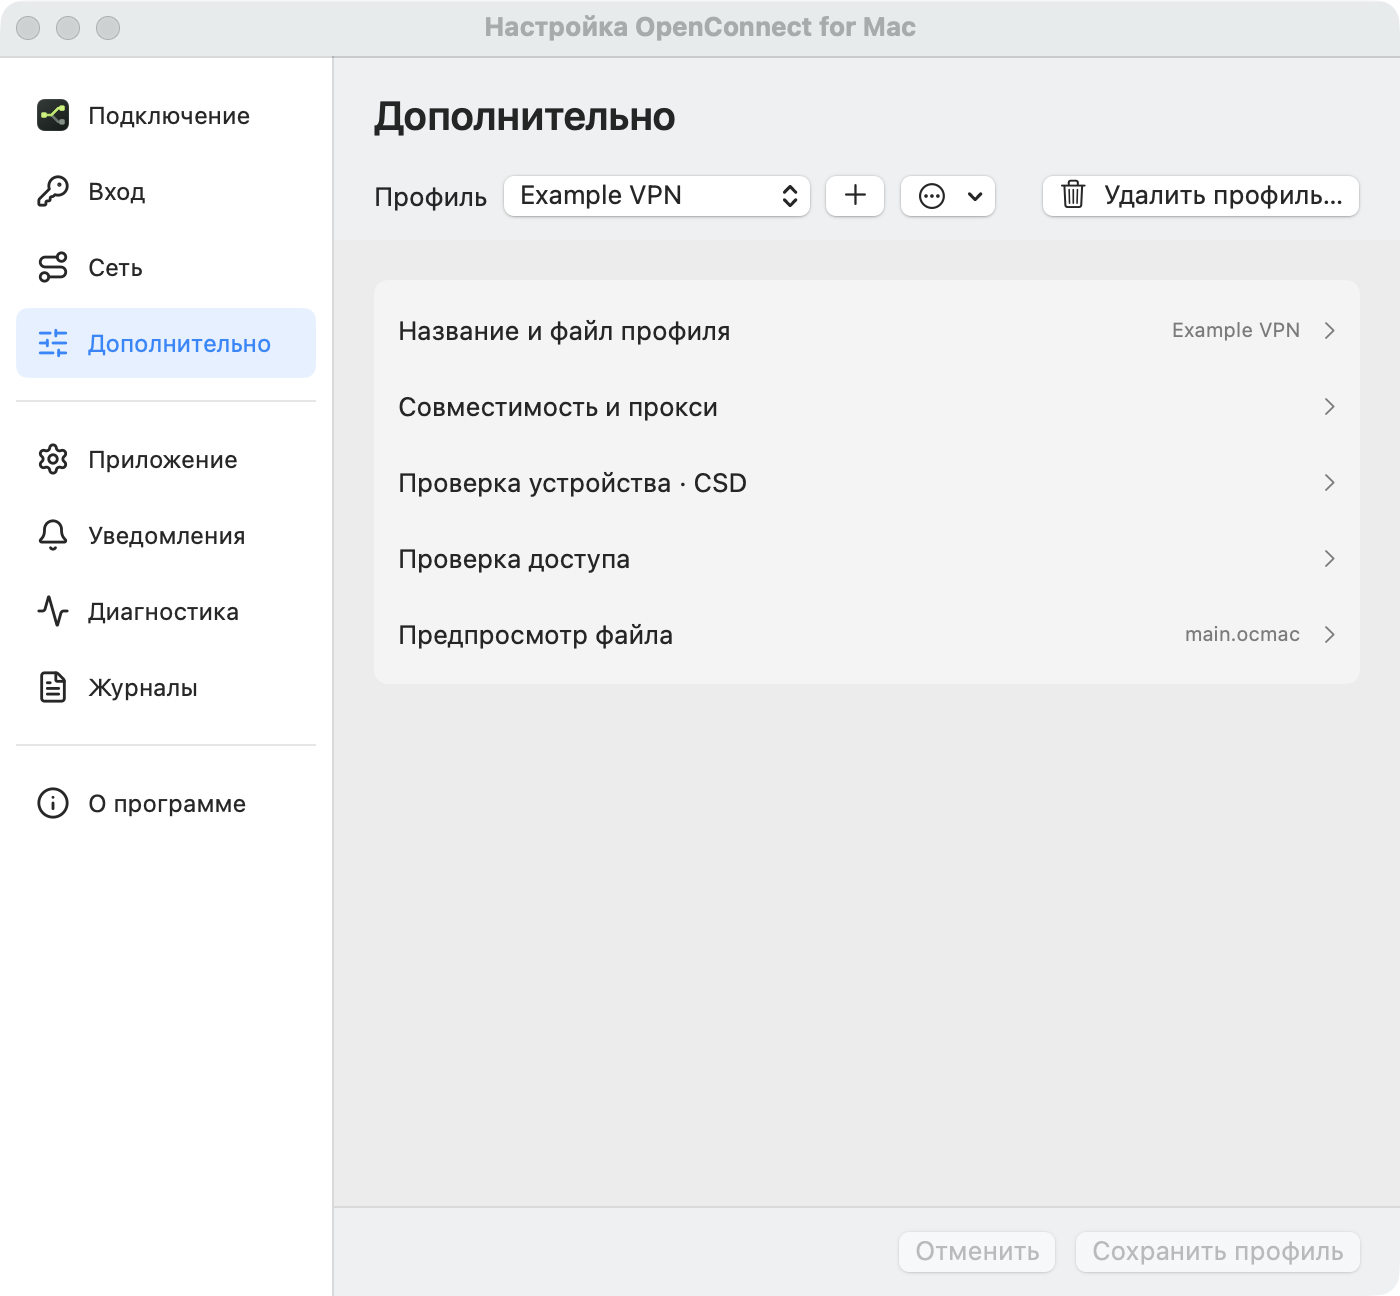 Настройка OpenConnect for Mac
Подключение
Вход
Сеть
Дополнительно
Приложение
Уведомления
Диагностика
Журналы
О программе
Дополнительно
Профиль Example VPN Удалить профиль...
Название и файл профиля Example VPN
Совместимость и прокси
Проверка устройства · CSD
Проверка доступа
Предпросмотр файла main.ocmac
Отменить Сохранить профиль